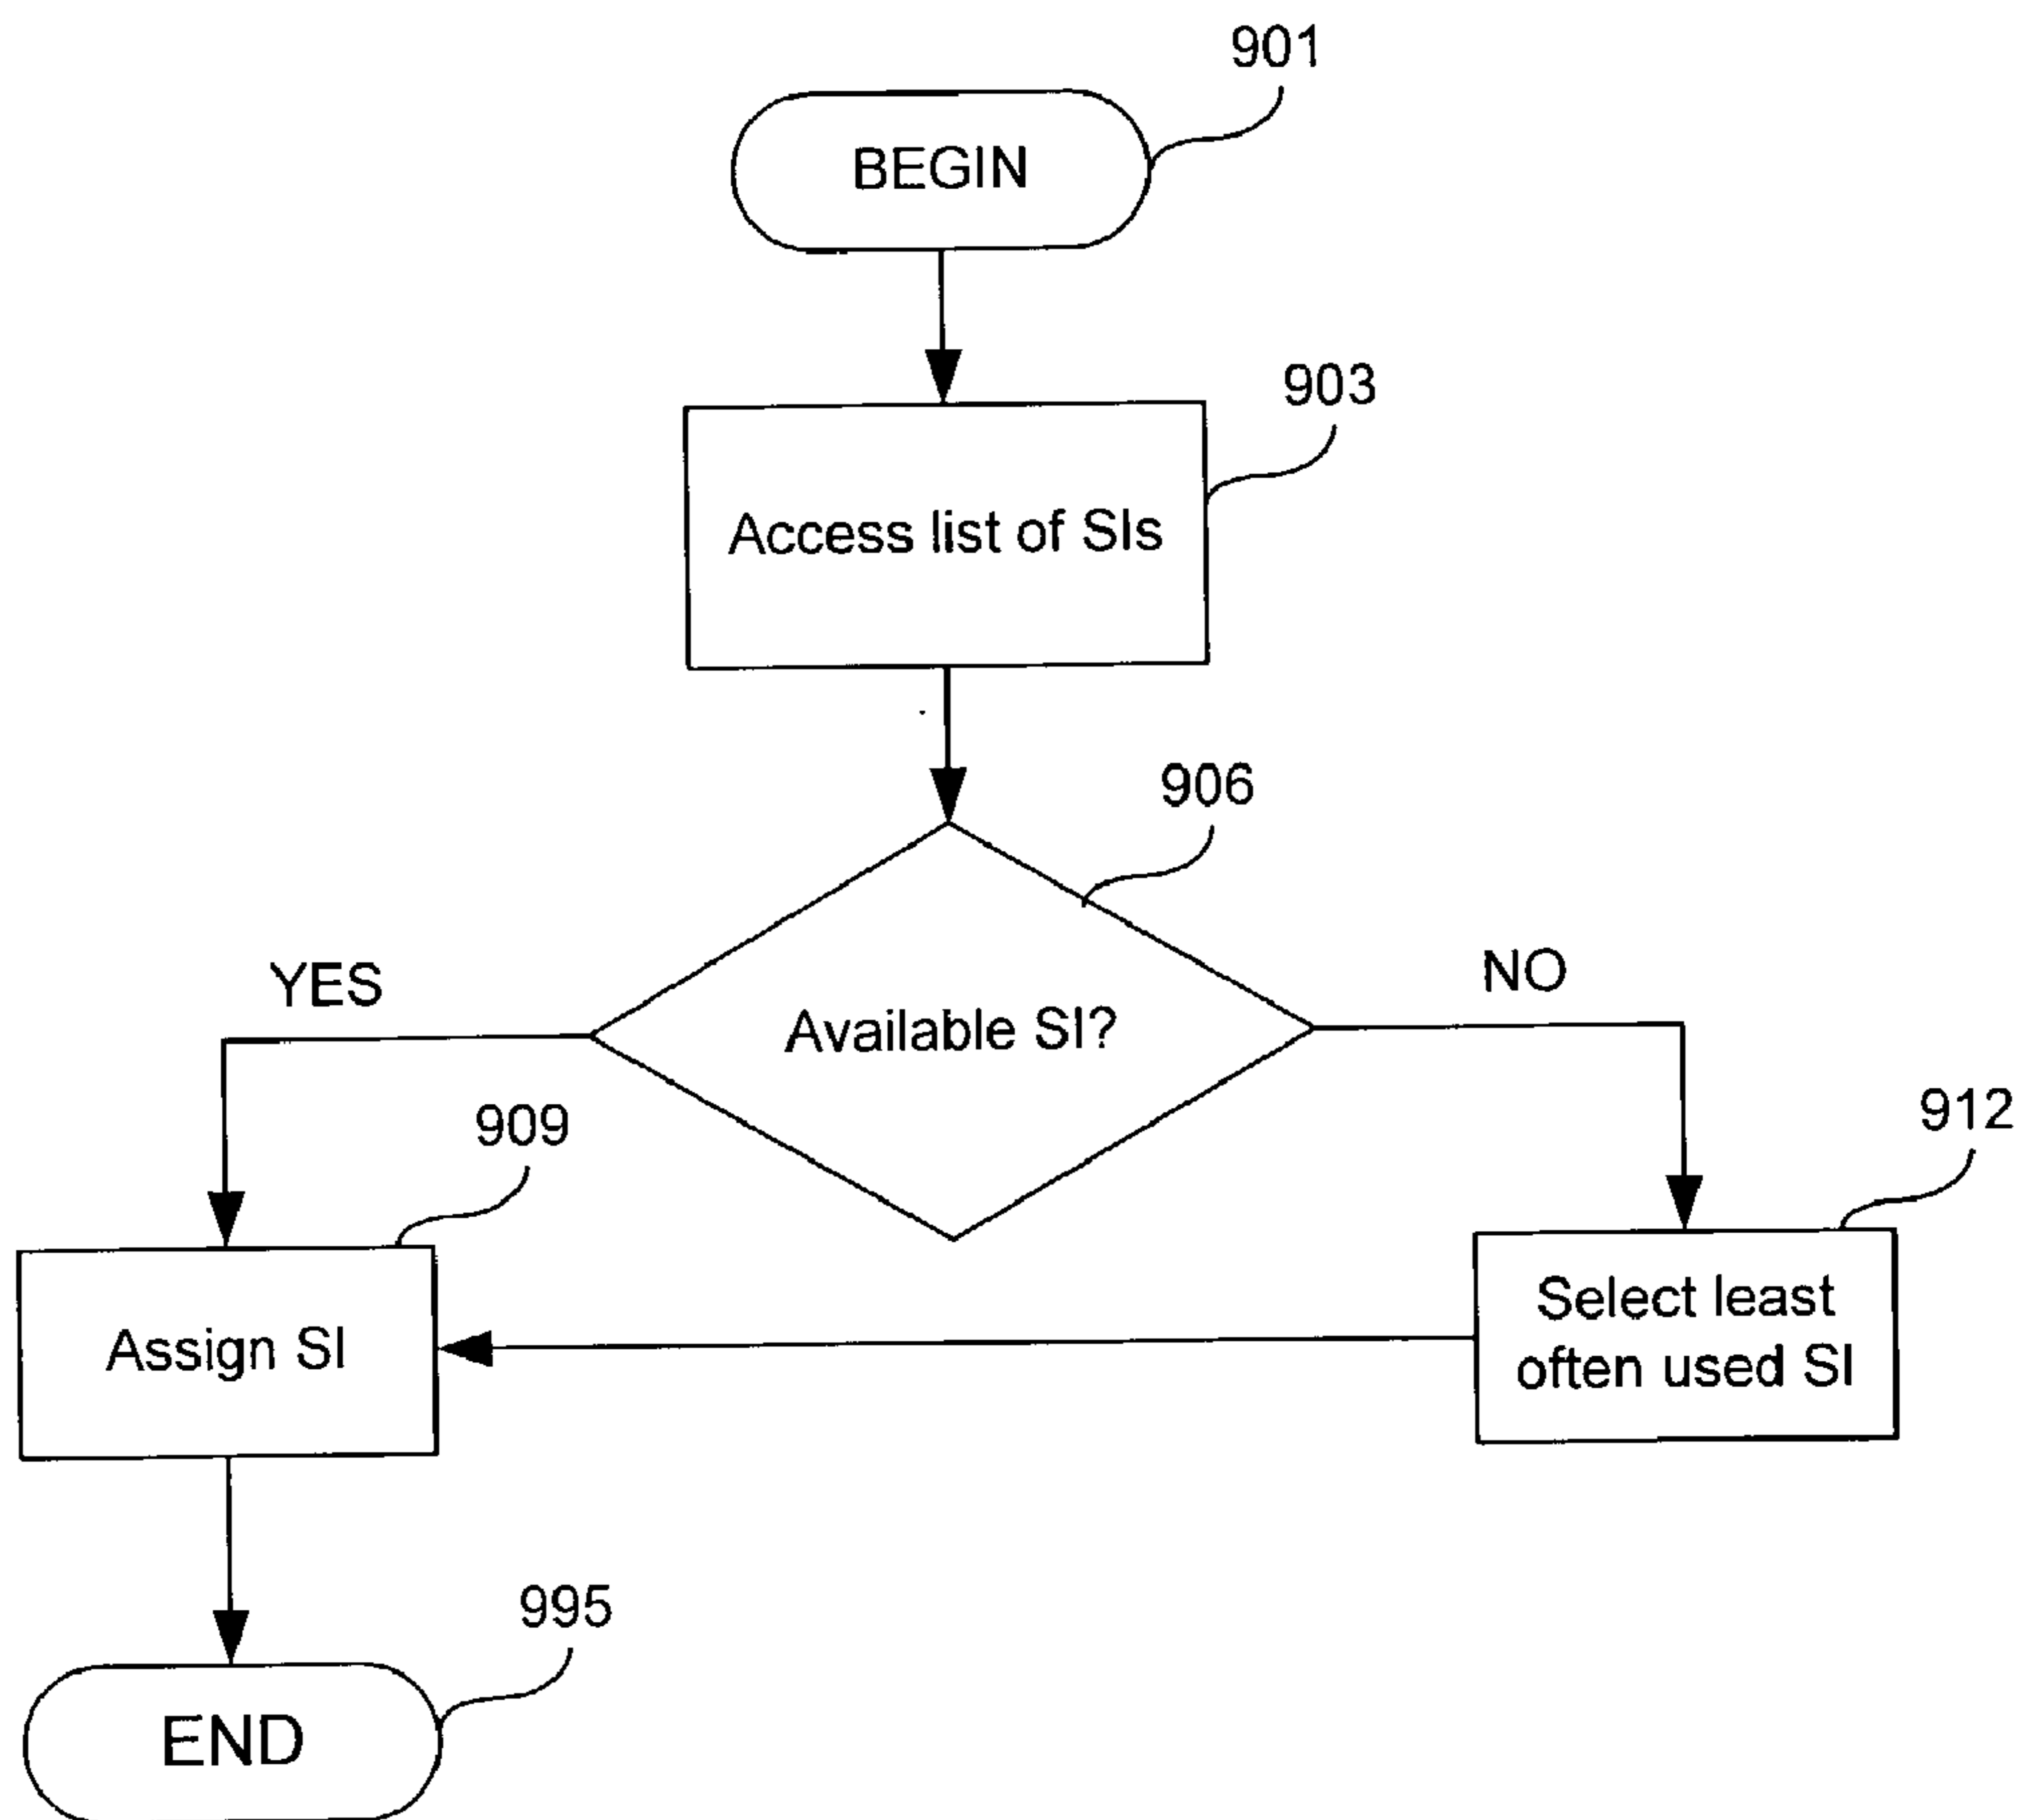 901
BEGIN
903
Access list of SIs
906
Available SI?
YES
NO
909
912
Assign SI
Select least
often used SI
995
END